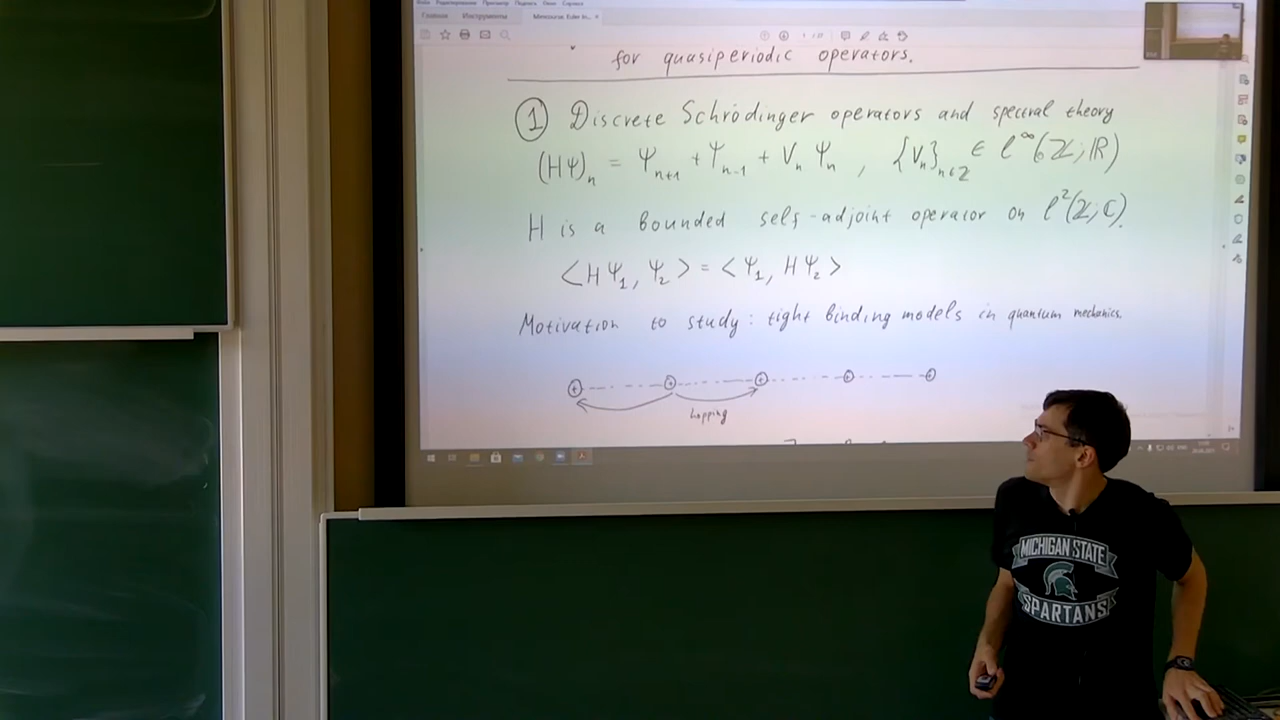 Главная Инструменты
for quasiperiodic operators.
① Discrete Schrödinger operators and spectral theory
(Hψ)ₙ = ψₙ₊₁ + ψₙ₋₁ + Vₙ ψₙ , {Vₙ}ₙ∈ℤ ∈ ℓ^∞(ℤ; ℝ)
H is a bounded self-adjoint operator on ℓ²(ℤ; ℂ).
<Hψ₁, ψ₂> = <ψ₁, Hψ₂>
Motivation to study: tight binding models in quantum mechanics.
hopping
MICHIGAN STATE
SPARTANS